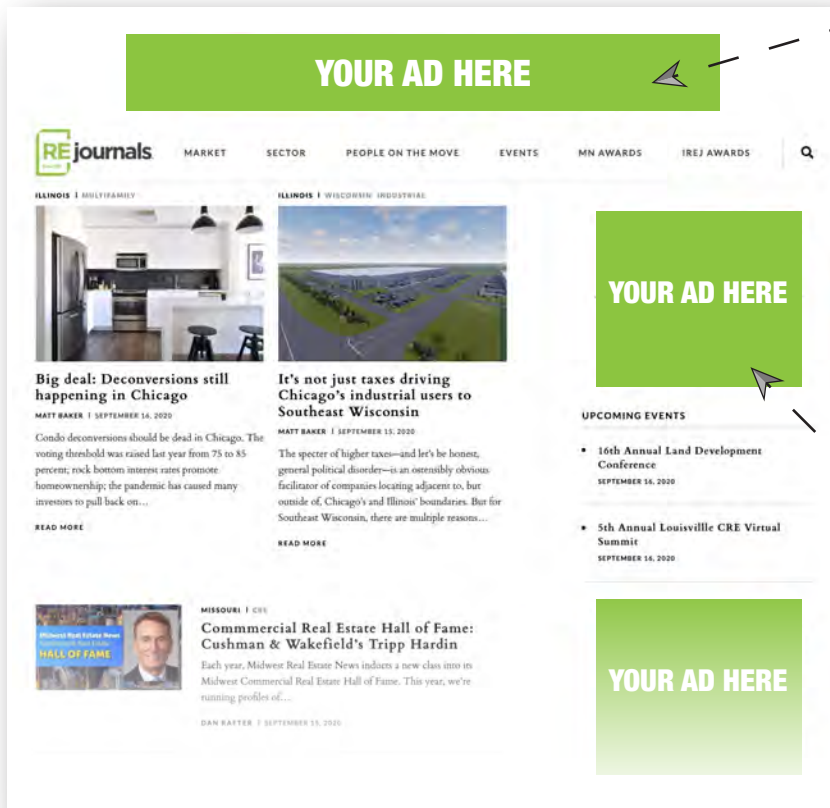 YOUR AD HERE
REjournals
MARKET SECTOR PEOPLE ON THE MOVE EVENTS MN AWARDS IREJ AWARDS
ILLINOIS | MULTIFAMILY
Big deal: Deconversions still
happening in Chicago
MATT BAKER | SEPTEMBER 16, 2020
Condo deconversions should be dead in Chicago. The
voting threshold was raised last year from 75 to 85
percent; rock bottom interest rates promote
homeownership; the pandemic has caused many
investors to pull back on…
READ MORE
ILLINOIS | WISCONSIN INDUSTRIAL
It's not just taxes driving
Chicago's industrial users to
Southeast Wisconsin
MATT BAKER | SEPTEMBER 15, 2020
The specter of higher taxes—and let's be honest,
general political disorder—is an ostensibly obvious
facilitator of companies locating adjacent to, but
outside of, Chicago's and Illinois' boundaries. But for
Southeast Wisconsin, there are multiple reasons…
READ MORE
MISSOURI | CRE
Midwest Real Estate News
HALL OF FAME
Commmercial Real Estate Hall of Fame:
Cushman & Wakefield's Tripp Hardin
Each year, Midwest Real Estate News inducts a new class into its
Midwest Commercial Real Estate Hall of Fame. This year, we're
running profiles of…
DAN RAFTER | SEPTEMBER 15, 2020
YOUR AD HERE
UPCOMING EVENTS
• 16th Annual Land Development
Conference
SEPTEMBER 16, 2020
• 5th Annual Louisvillle CRE Virtual
Summit
SEPTEMBER 16, 2020
YOUR AD HERE